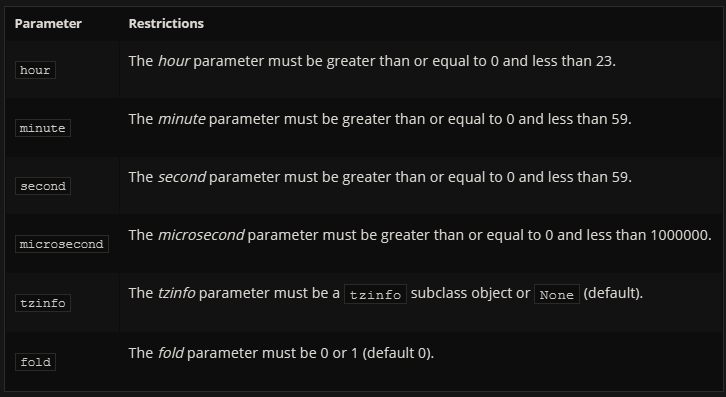 Parameter Restrictions
hour The hour parameter must be greater than or equal to 0 and less than 23.
minute The minute parameter must be greater than or equal to 0 and less than 59.
second The second parameter must be greater than or equal to 0 and less than 59.
microsecond The microsecond parameter must be greater than or equal to 0 and less than 1000000.
tzinfo The tzinfo parameter must be a tzinfo subclass object or None (default).
fold The fold parameter must be 0 or 1 (default 0).